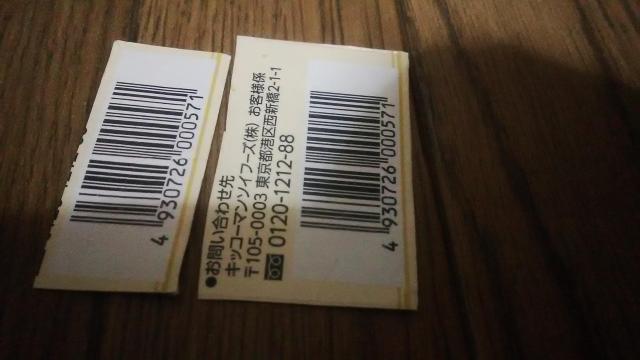 4 930726 000571
●お問い合わせ先
キッコーマンソイフーズ(株) お客様係
〒105-0003 東京都港区西新橋2-1-1
0120-1212-88
4 930726 000571